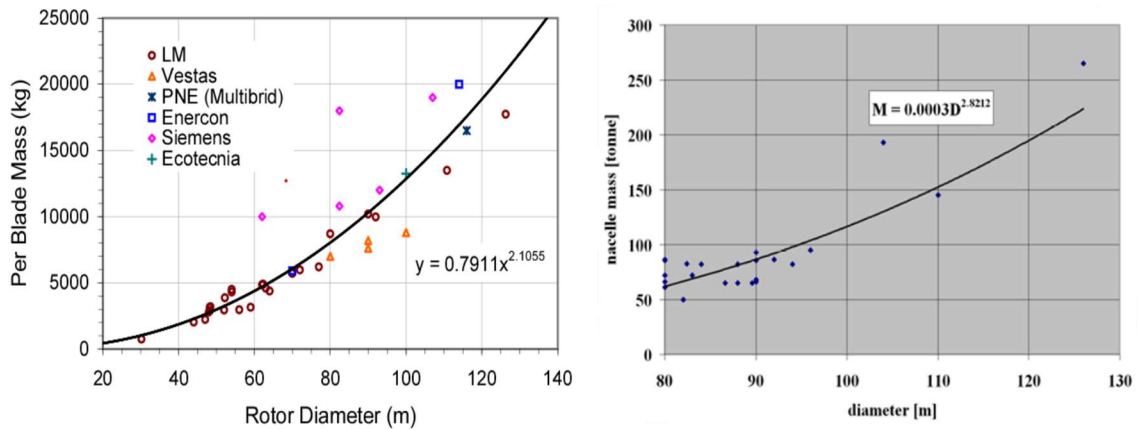 25000
20000
15000
10000
5000
0
Per Blade Mass (kg)
LM
Vestas
PNE (Multibrid)
Enercon
Siemens
Ecotecnia
y = 0.7911x^2.1055
20 40 60 80 100 120 140
Rotor Diameter (m)
300
250
200
150
100
50
0
nacelle mass [tonne]
M = 0.0003D^2.8212
80 90 100 110 120 130
diameter [m]